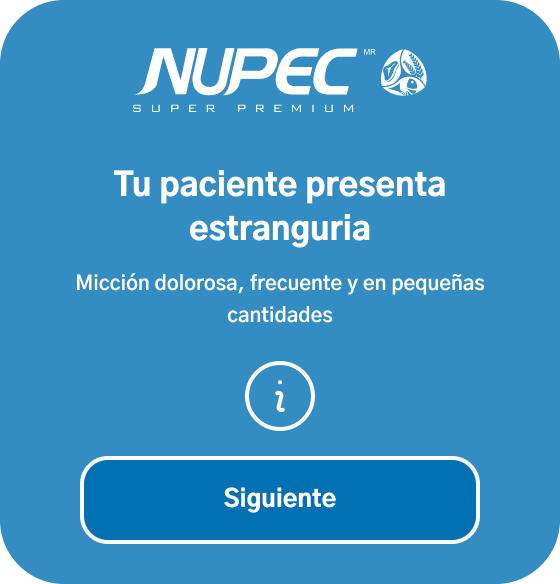 NUPEC MR
SUPER PREMIUM
Tu paciente presenta
estranguria
Micción dolorosa, frecuente y en pequeñas
cantidades
i
Siguiente